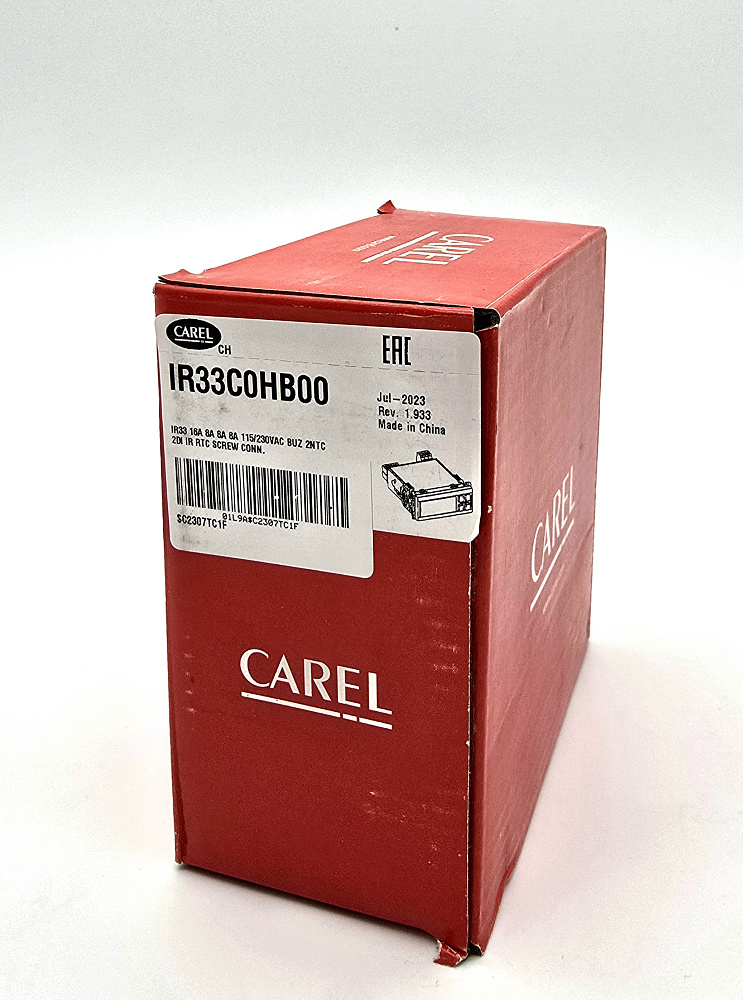 CAREL
CAREL
CH
EAC
IR33C0HB00
Jul-2023
Rev. 1.933
Made in China
IR33 16A 8A 8A 8A 115/230VAC BUZ 2NTC
2DI IR RTC SCREW CONN.
01L9A$C2307TC1F
$C2307TC1F
CAREL
CAREL